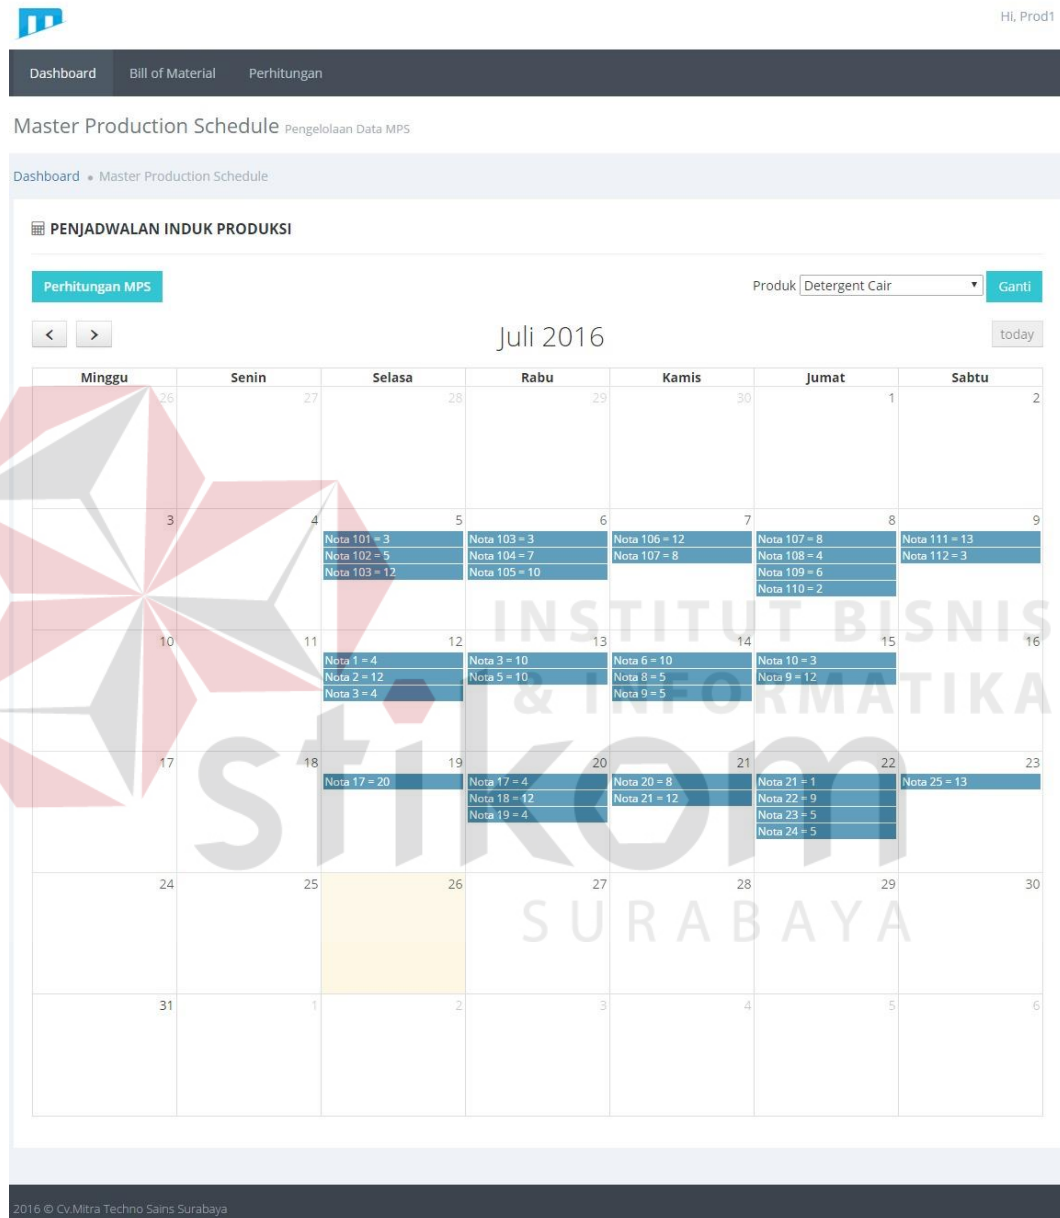 Hi, Prod1
Dashboard Bill of Material Perhitungan
Master Production Schedule Pengelolaan Data MPS
Dashboard • Master Production Schedule
PENJADWALAN INDUK PRODUKSI
Perhitungan MPS Produk Detergent Cair Ganti
< > Juli 2016 today
Minggu Senin Selasa Rabu Kamis Jumat Sabtu
26 27 28 29 30 1 2
3 4 5 6 7 8 9
Nota 101 = 3 Nota 103 = 3 Nota 106 = 12 Nota 107 = 8 Nota 111 = 13
Nota 102 = 5 Nota 104 = 7 Nota 107 = 8 Nota 108 = 4 Nota 112 = 3
Nota 103 = 12 Nota 105 = 10 Nota 109 = 6
Nota 110 = 2
INSTITUT BISNIS
10 11 12 13 14 15 16
Nota 1 = 4 Nota 3 = 10 Nota 6 = 10 Nota 10 = 3
Nota 2 = 12 Nota 5 = 10 Nota 8 = 5 Nota 9 = 12
Nota 3 = 4 Nota 9 = 5
& INFORMATIKA
17 18 19 20 21 22 23
Nota 17 = 20 Nota 17 = 4 Nota 20 = 8 Nota 21 = 1 Nota 25 = 13
Nota 18 = 12 Nota 21 = 12 Nota 22 = 9
Nota 19 = 4 Nota 23 = 5
Nota 24 = 5
stikom
24 25 26 27 28 29 30
SURABAYA
31 1 2 3 4 5 6
2016 © Cv.Mitra Techno Sains Surabaya